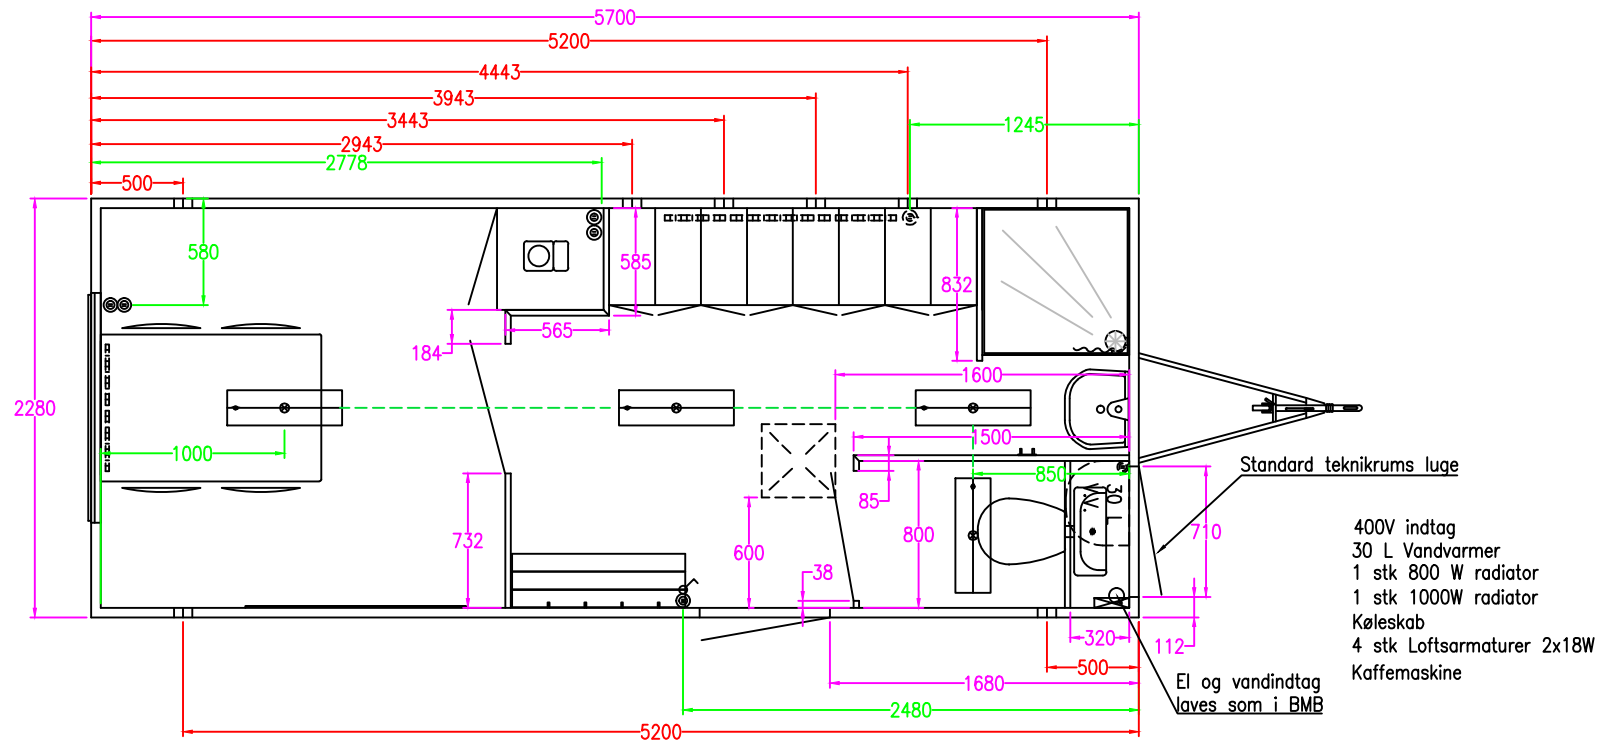 5700
5200
4443
3943
3443
1245
2943
2778
500
580
585
832
565
184
1600
2280
1000
1500
850
85
30 L
Standard teknikrums luge
732
600
800
710
38
400V indtag
30 L Vandvarmer
1 stk 800 W radiator
1 stk 1000W radiator
Køleskab
4 stk Loftsarmaturer 2x18W
Kaffemaskine
320
112
500
1680
El og vandindtag
laves som i BMB
2480
5200